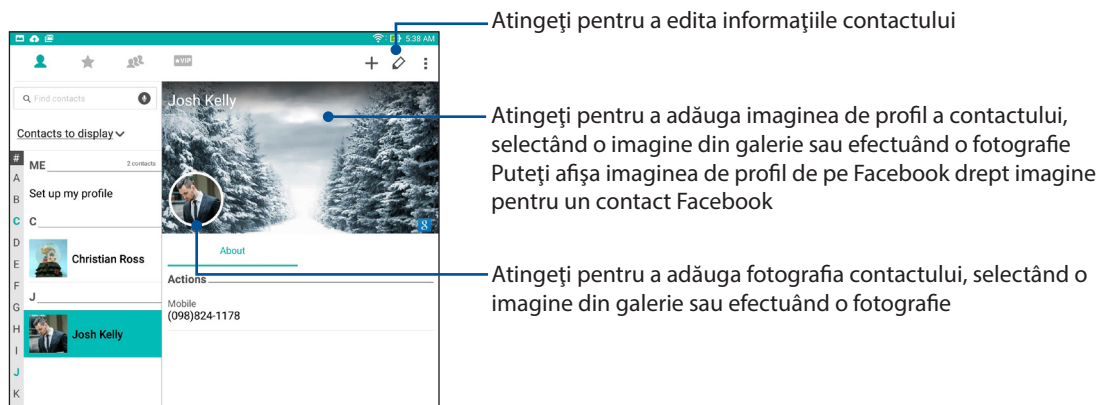 Atingeţi pentru a edita informaţiile contactului
5:38 AM
VIP
Find contacts
Josh Kelly
Contacts to display
Atingeţi pentru a adăuga imaginea de profil a contactului,
selectând o imagine din galerie sau efectuând o fotografie
Puteţi afişa imaginea de profil de pe Facebook drept imagine
pentru un contact Facebook
#
ME
2 contacts
A
Set up my profile
B
C
C
8
D
Christian Ross
About
E
Atingeţi pentru a adăuga fotografia contactului, selectând o
imagine din galerie sau efectuând o fotografie
Actions
F
J
Mobile
(098)824-1178
G
H
Josh Kelly
I
J
K